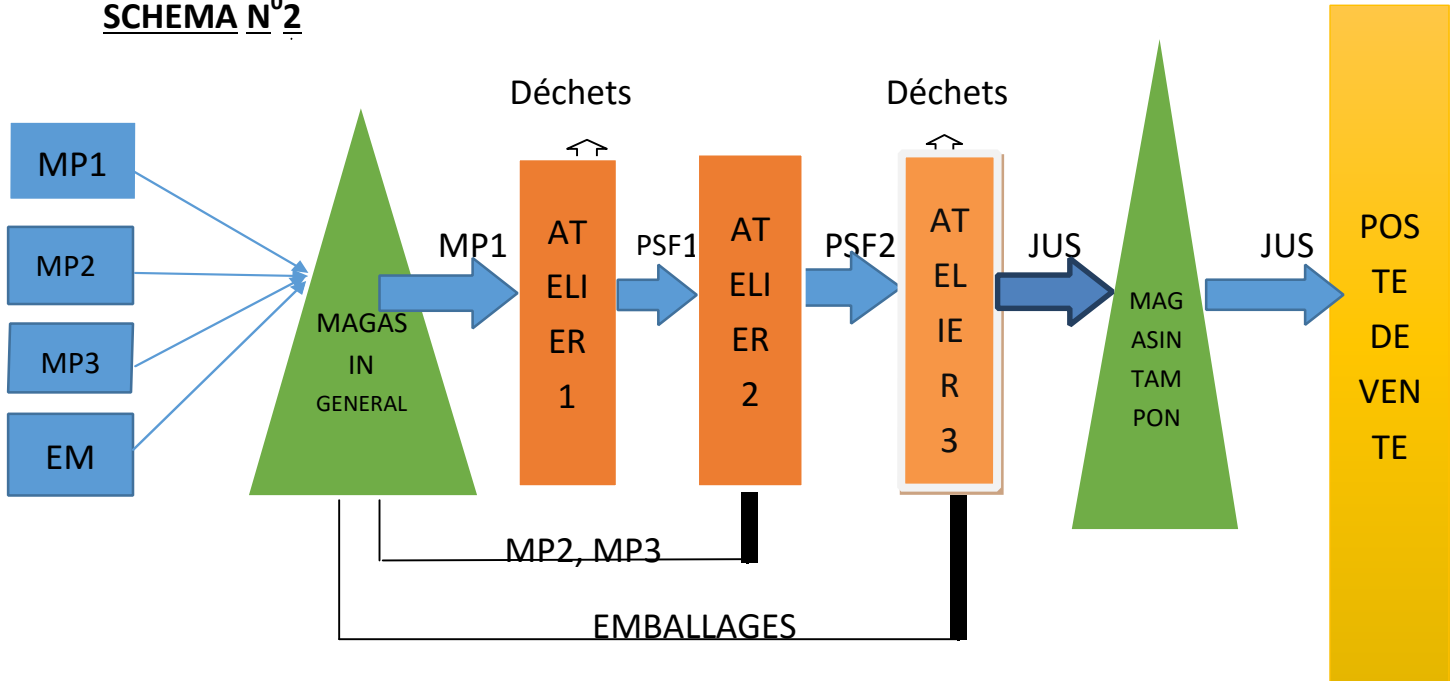 SCHEMA N⁰2
Déchets
Déchets
MP1
MP2
MP3
EM
MAGAS
IN
GENERAL
MP1
AT
ELI
ER
1
PSF1
AT
ELI
ER
2
PSF2
AT
EL
IE
R
3
JUS
MAG
ASIN
TAM
PON
JUS
POS
TE
DE
VEN
TE
MP2, MP3
EMBALLAGES